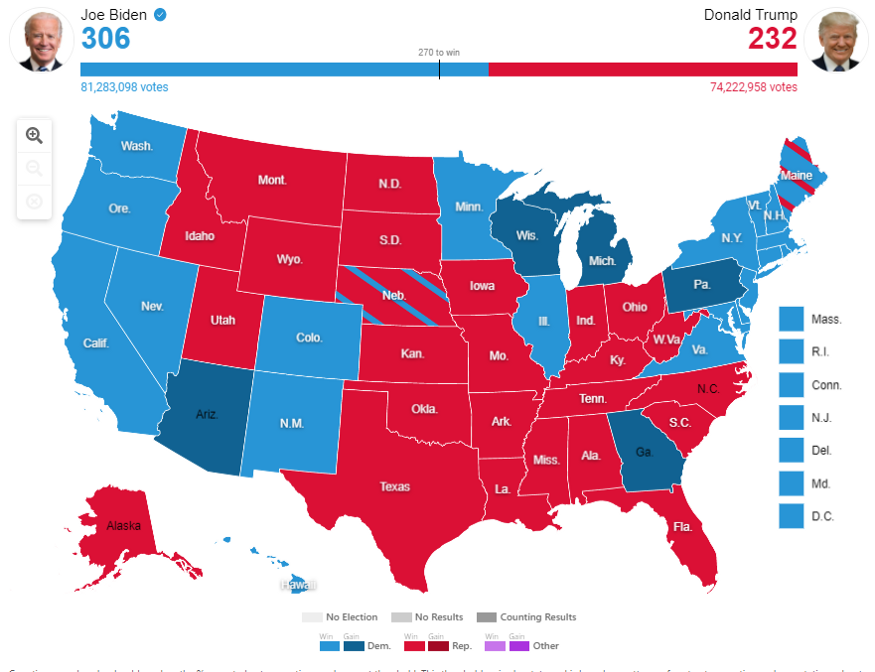 Joe Biden
Donald Trump
306
232
270 to win
81,283,098 votes
74,222,958 votes
Wash.
Mont.
N.D.
Minn.
Maine
Vt.
N.H.
Ore.
Idaho
S.D.
Wis.
Mich.
N.Y.
Wyo.
Neb.
Iowa
Pa.
Nev.
Utah
Colo.
Ill.
Ind.
Ohio
Mass.
Calif.
Kan.
Mo.
Ky.
W.Va
Va.
R.I.
Conn.
Ariz.
N.M.
Okla.
Ark.
Tenn.
N.C.
S.C.
N.J.
Texas
La.
Miss.
Ala.
Ga.
Del.
Md.
D.C.
Alaska
Hawaii
Fla.
No Election
No Results
Counting Results
Win Gain
Win Gain
Win Gain
Dem.
Rep.
Other